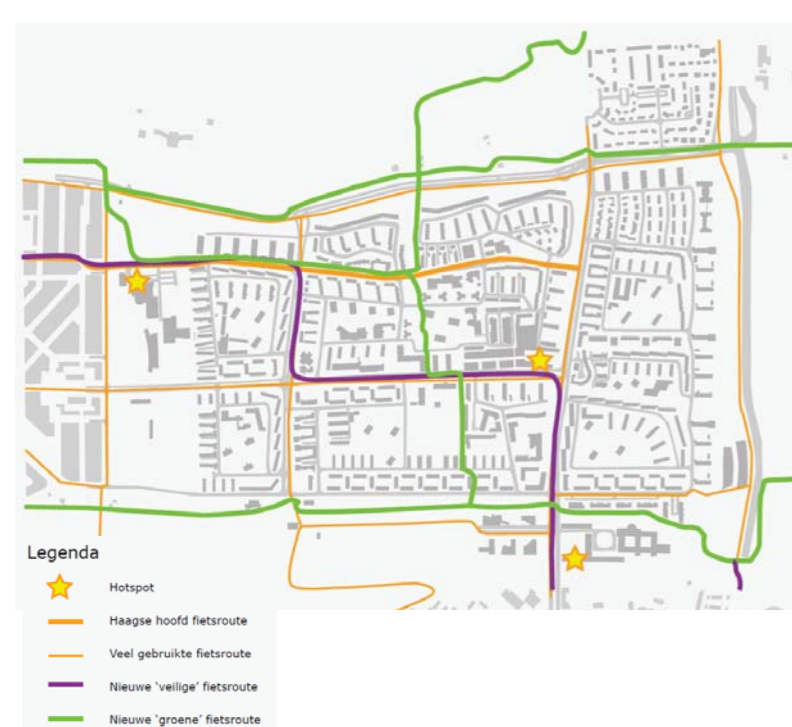 Legenda
Hotspot
Haagse hoofd fietsroute
Veel gebruikte fietsroute
Nieuwe ‘veilige’ fietsroute
Nieuwe ‘groene’ fietsroute